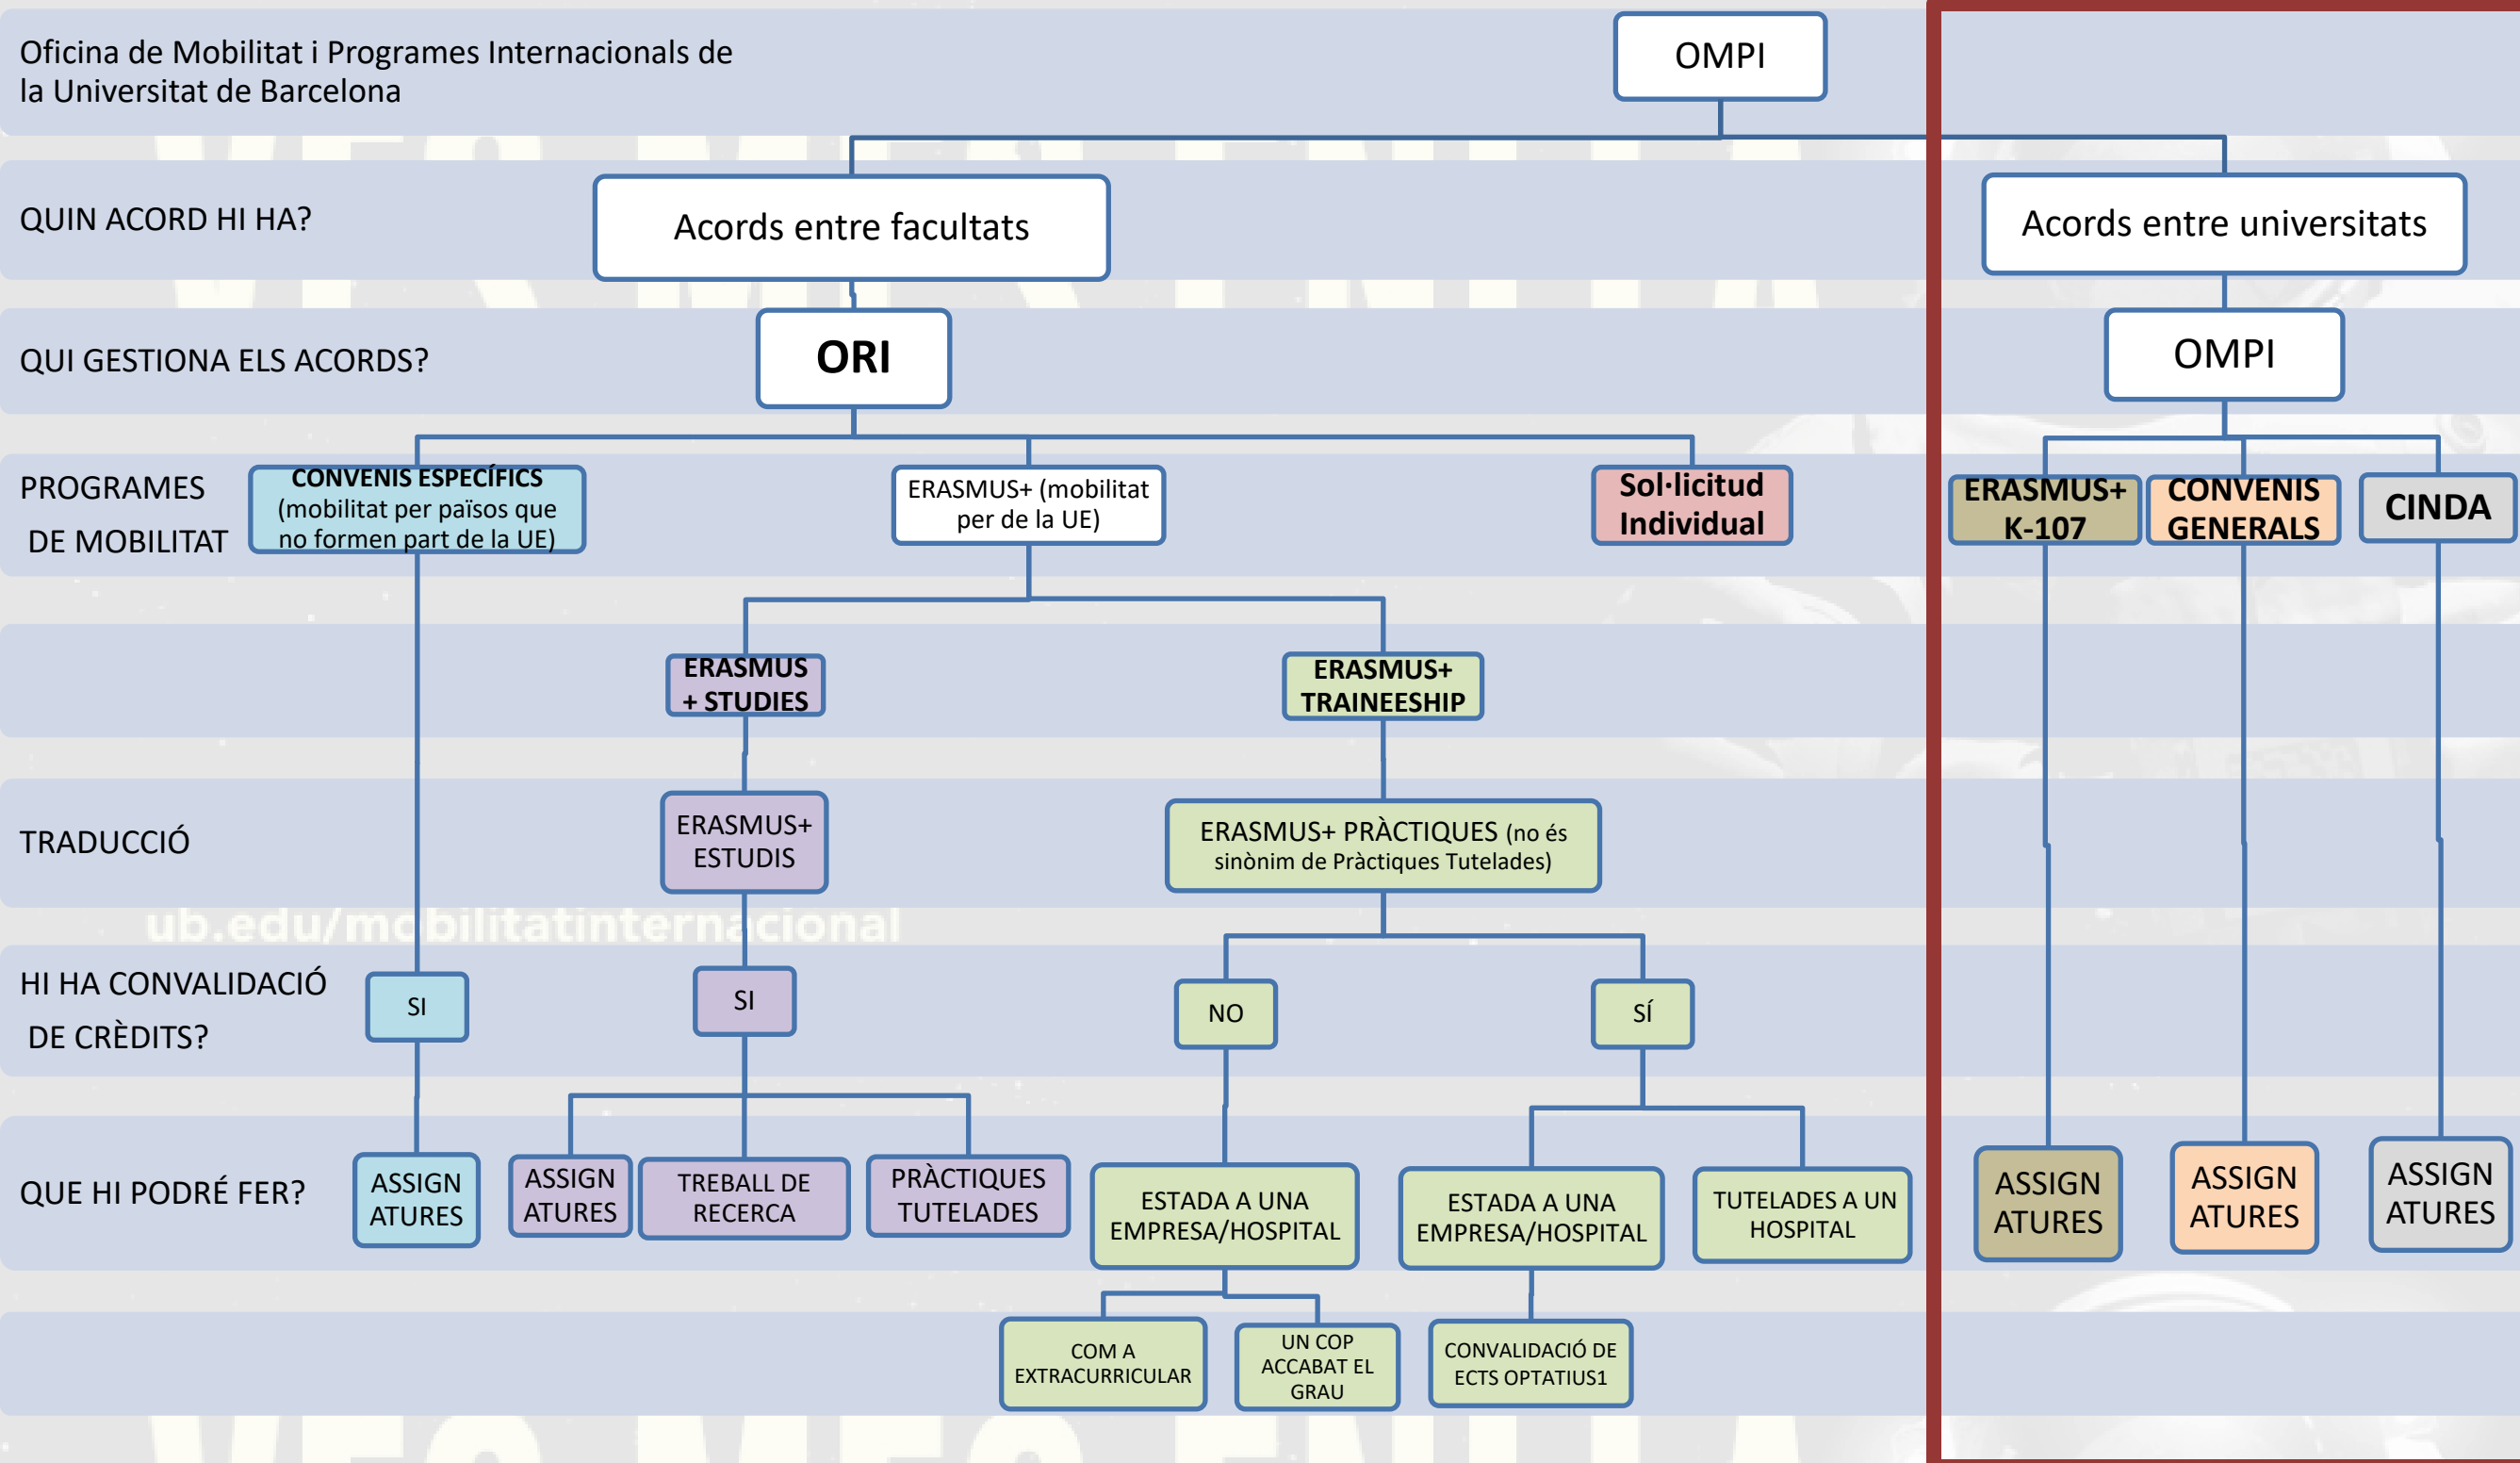 Oficina de Mobilitat i Programes Internacionals de
la Universitat de Barcelona
OMPI
QUIN ACORD HI HA?
Acords entre facultats
Acords entre universitats
QUI GESTIONA ELS ACORDS?
ORI
OMPI
PROGRAMES
DE MOBILITAT
CONVENIS ESPECÍFICS
(mobilitat per països que
no formen part de la UE)
ERASMUS+ (mobilitat
per de la UE)
Sol·licitud
Individual
ERASMUS+
K-107
CONVENIS
GENERALS
CINDA
ERASMUS
+ STUDIES
ERASMUS+
TRAINEESHIP
TRADUCCIÓ
ERASMUS+
ESTUDIS
ERASMUS+ PRÀCTIQUES (no és
sinònim de Pràctiques Tutelades)
ub.edu/mobilitatinternacional
HI HA CONVALIDACIÓ
DE CRÈDITS?
SI
SI
NO
SÍ
QUE HI PODRÉ FER?
ASSIGN
ATURES
ASSIGN
ATURES
TREBALL DE
RECERCA
PRÀCTIQUES
TUTELADES
ESTADA A UNA
EMPRESA/HOSPITAL
ESTADA A UNA
EMPRESA/HOSPITAL
TUTELADES A UN
HOSPITAL
ASSIGN
ATURES
ASSIGN
ATURES
ASSIGN
ATURES
COM A
EXTRACURRICULAR
UN COP
ACCABAT EL
GRAU
CONVALIDACIÓ DE
ECTS OPTATIUS1